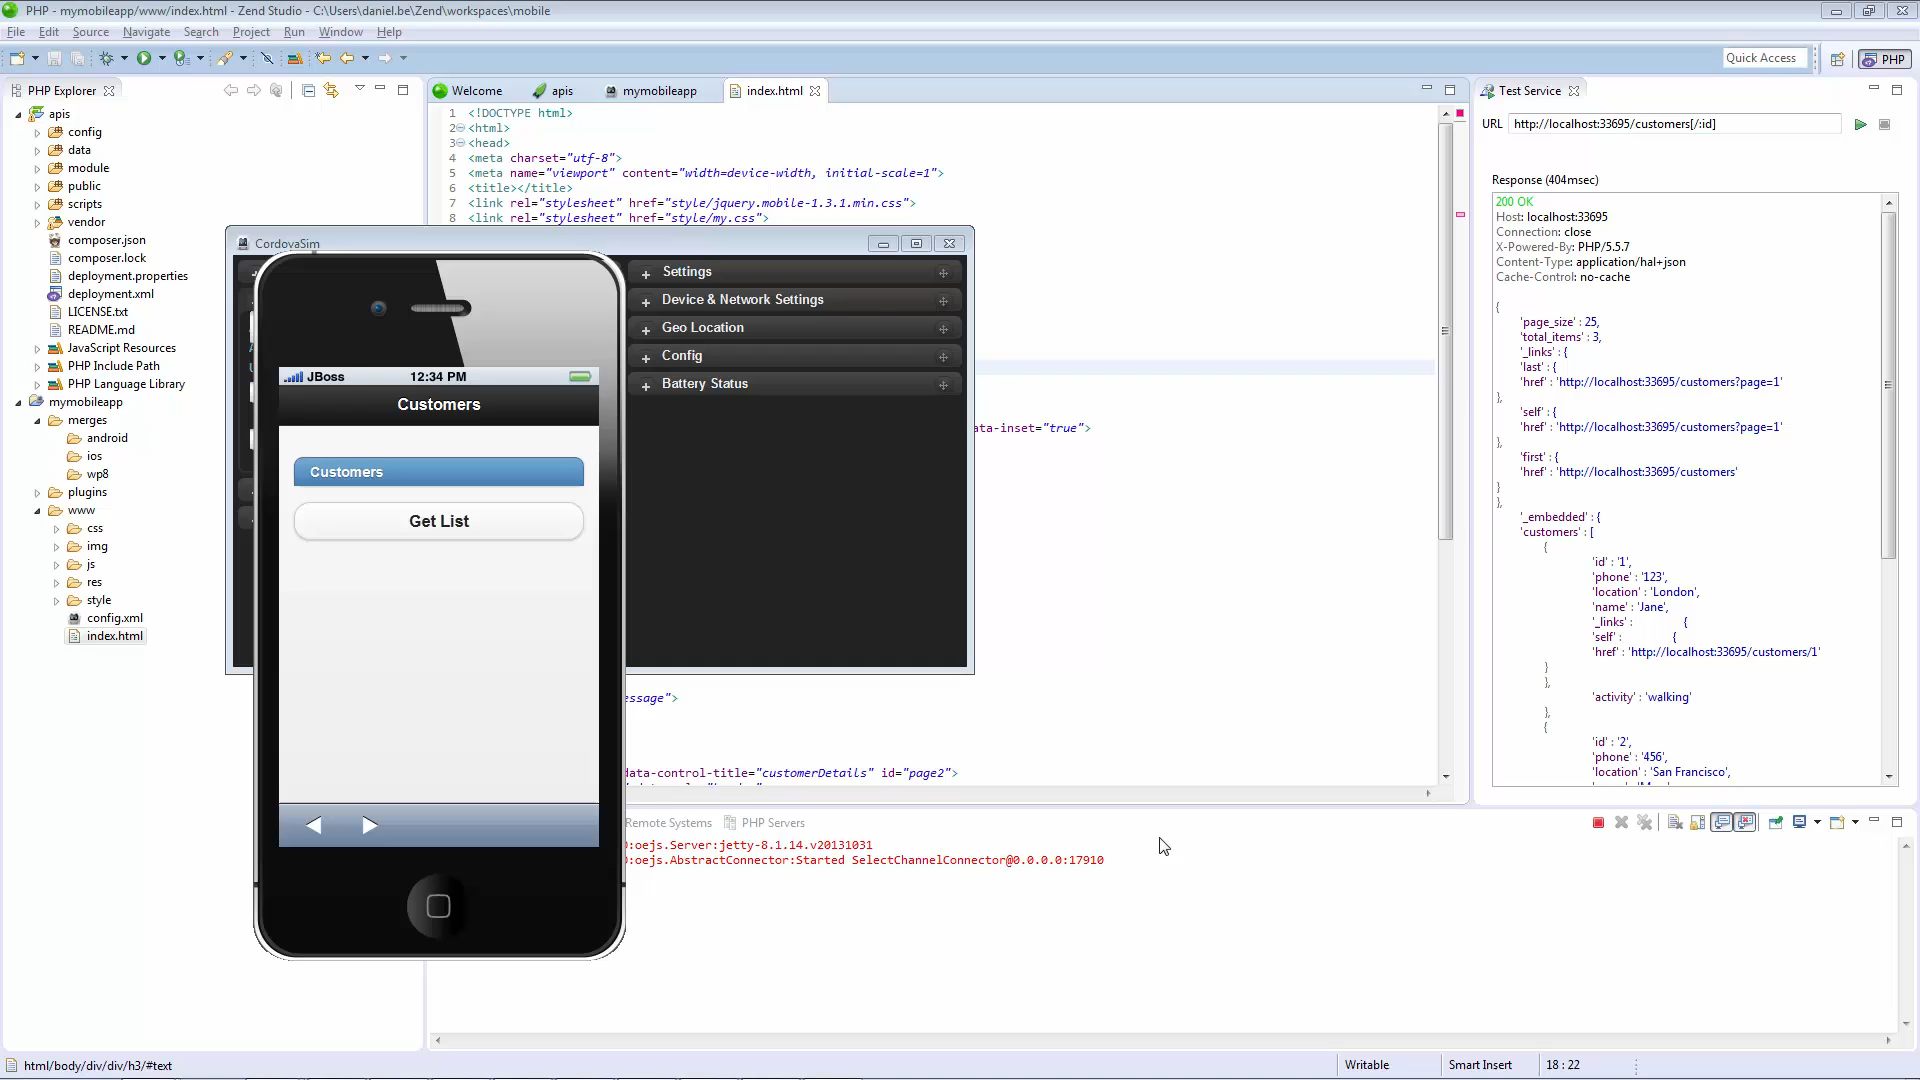 PHP - mymobileapp/www/index.html - Zend Studio - C:\Users\daniel.be\Zend\workspaces\mobile
File Edit Source Navigate Search Project Run Window Help
Quick Access
PHP
PHP Explorer
apis
config
data
module
public
scripts
vendor
composer.json
composer.lock
deployment.properties
deployment.xml
LICENSE.txt
README.md
JavaScript Resources
PHP Include Path
PHP Language Library
mymobileapp
merges
android
ios
wp8
plugins
www
css
img
js
res
style
config.xml
index.html
Welcome apis mymobileapp index.html
1 <!DOCTYPE html>
2 <html>
3 <head>
4 <meta charset="utf-8">
5 <meta name="viewport" content="width=device-width, initial-scale=1">
6 <title></title>
7 <link rel="stylesheet" href="style/jquery.mobile-1.3.1.min.css">
8 <link rel="stylesheet" href="style/my.css">
ata-inset="true">
essage">
data-control-title="customerDetails" id="page2">
CordovaSim
Settings
Device & Network Settings
Geo Location
Config
Battery Status
JBoss 12:34 PM
Customers
Customers
Get List
Remote Systems PHP Servers
:oejs.Server:jetty-8.1.14.v20131031
:oejs.AbstractConnector:Started SelectChannelConnector@0.0.0.0:17910
Test Service
URL http://localhost:33695/customers[/:id]
Response (404msec)
200 OK
Host: localhost:33695
Connection: close
X-Powered-By: PHP/5.5.7
Content-Type: application/hal+json
Cache-Control: no-cache
{
'page_size' : 25,
'total_items' : 3,
'_links' : {
'last' : {
'href' : 'http://localhost:33695/customers?page=1'
},
'self' : {
'href' : 'http://localhost:33695/customers?page=1'
},
'first' : {
'href' : 'http://localhost:33695/customers'
}
},
'_embedded' : {
'customers' : [
{
'id' : '1',
'phone' : '123',
'location' : 'London',
'name' : 'Jane',
'_links' : {
'self' : {
'href' : 'http://localhost:33695/customers/1'
}
},
'activity' : 'walking'
},
{
'id' : '2',
'phone' : '456',
'location' : 'San Francisco',
html/body/div/div/h3/#text
Writable Smart Insert 18 : 22